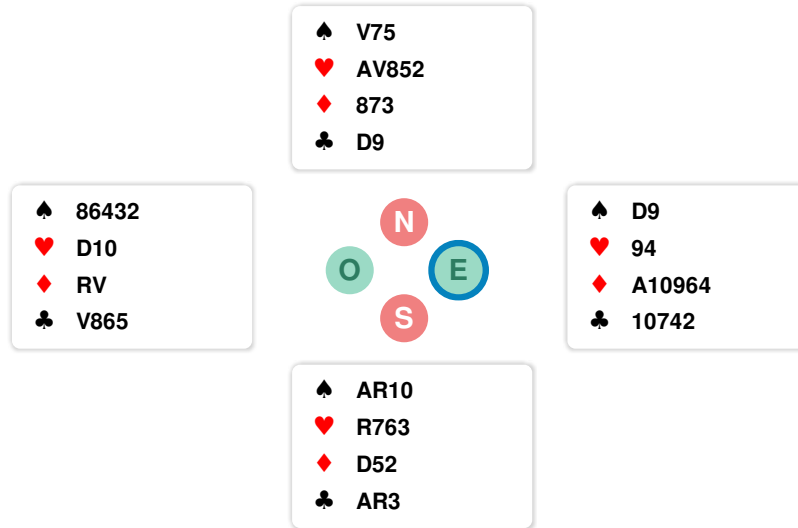 ♠ V75
♥ AV852
♦ 873
♣ D9
♠ 86432
♥ D10
♦ RV
♣ V865
N
O E
S
♠ D9
♥ 94
♦ A10964
♣ 10742
♠ AR10
♥ R763
♦ D52
♣ AR3